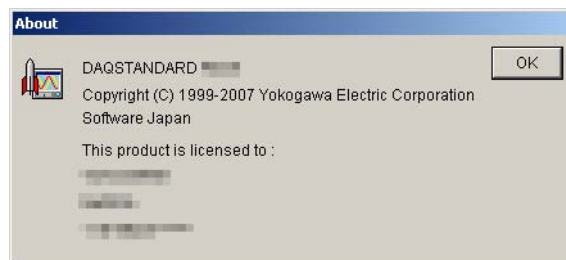 About
DAQSTANDARD
OK
Copyright (C) 1999-2007 Yokogawa Electric Corporation
Software Japan
This product is licensed to :